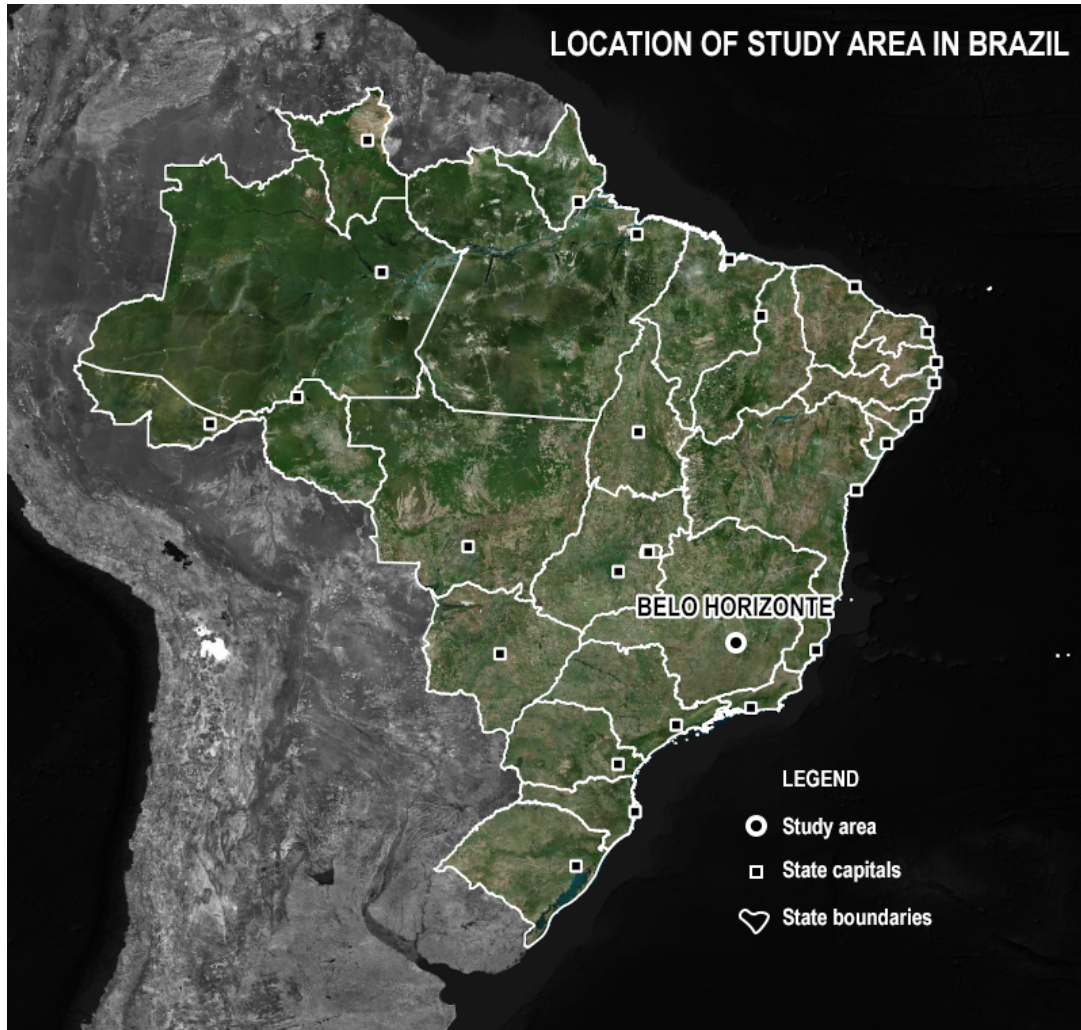 LOCATION OF STUDY AREA IN BRAZIL
BELO HORIZONTE
LEGEND
Study area
State capitals
State boundaries